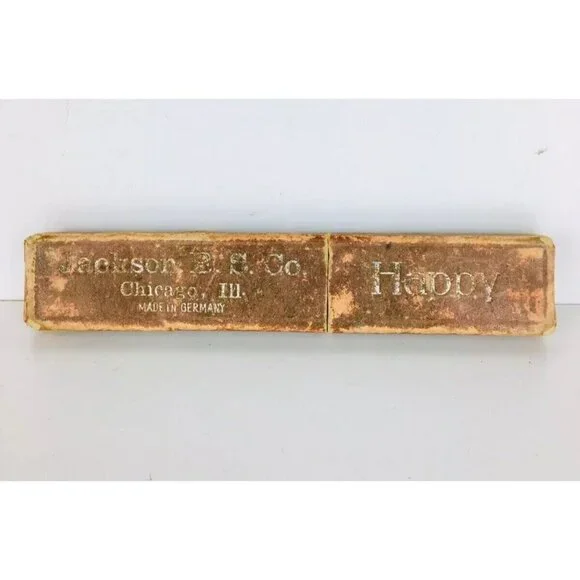 Jackson B. S. Co.
Chicago, Ill.
MADE IN GERMANY
Happy